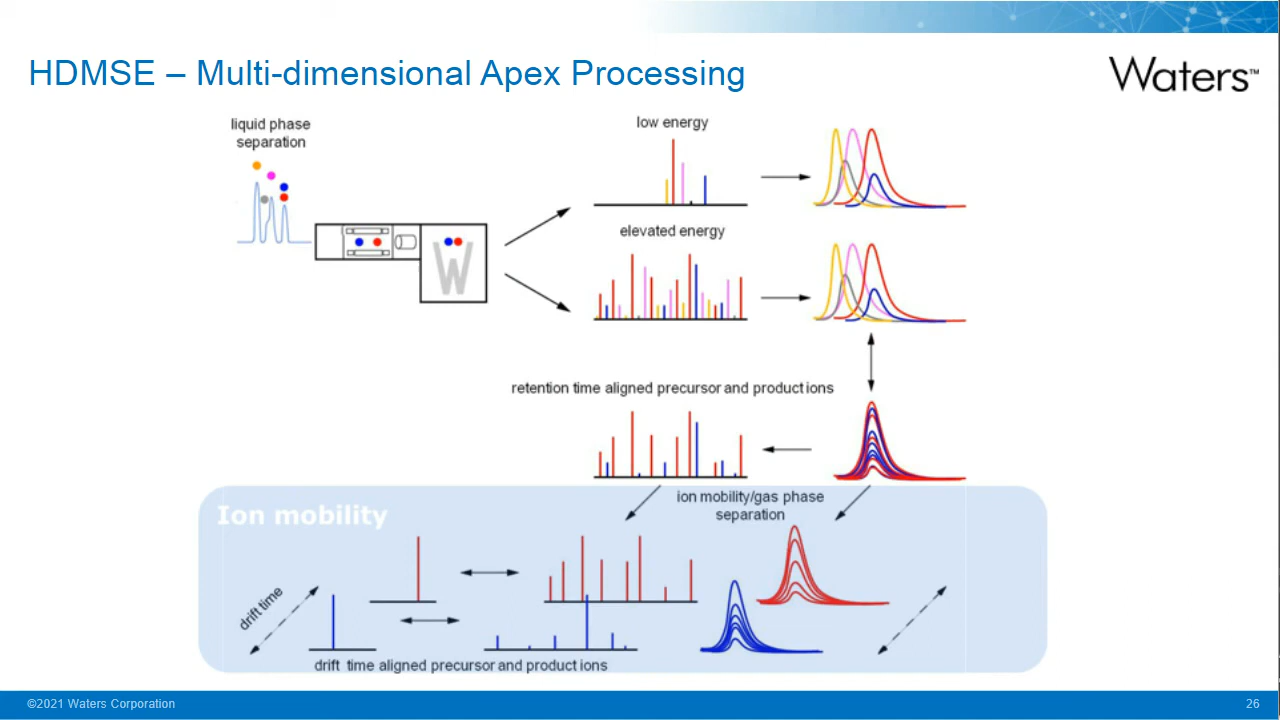 HDMSE – Multi-dimensional Apex Processing
Waters™
liquid phase
separation
low energy
elevated energy
W
retention time aligned precursor and product ions
ion mobility/gas phase
separation
Ion mobility
drift time
drift time aligned precursor and product ions
©2021 Waters Corporation
26